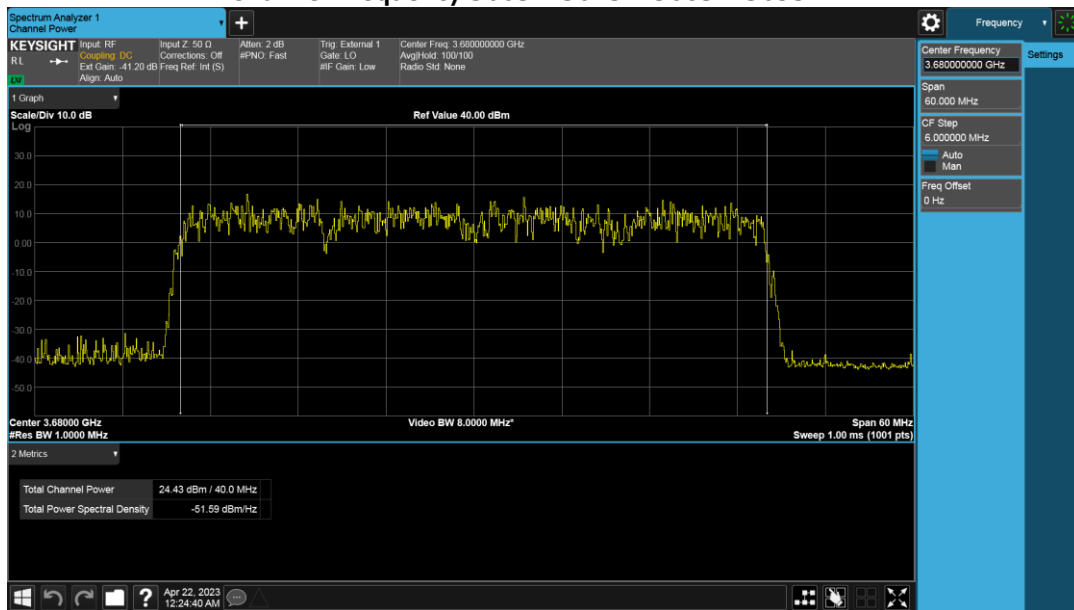 Spectrum Analyzer 1
Channel Power
Frequency
KEYSIGHT
RL
LXI
Input: RF
Coupling: DC
Ext Gain: -41.20 dB
Align: Auto
Input Z: 50 Ω
Corrections: Off
Freq Ref: Int (S)
Atten: 2 dB
#PNO: Fast
Trig: External 1
Gate: LO
#IF Gain: Low
Center Freq: 3.680000000 GHz
Avg|Hold: 100/100
Radio Std: None
Center Frequency
3.680000000 GHz
Settings
Span
60.000 MHz
CF Step
6.000000 MHz
Auto
Man
Freq Offset
0 Hz
1 Graph
Scale/Div 10.0 dB
Ref Value 40.00 dBm
Log
30.0
20.0
10.0
0.00
-10.0
-20.0
-30.0
-40.0
-50.0
Center 3.68000 GHz
Video BW 8.0000 MHz*
Span 60 MHz
#Res BW 1.0000 MHz
Sweep 1.00 ms (1001 pts)
2 Metrics
Total Channel Power 24.43 dBm / 40.0 MHz
Total Power Spectral Density -51.59 dBm/Hz
Apr 22, 2023
12:24:40 AM